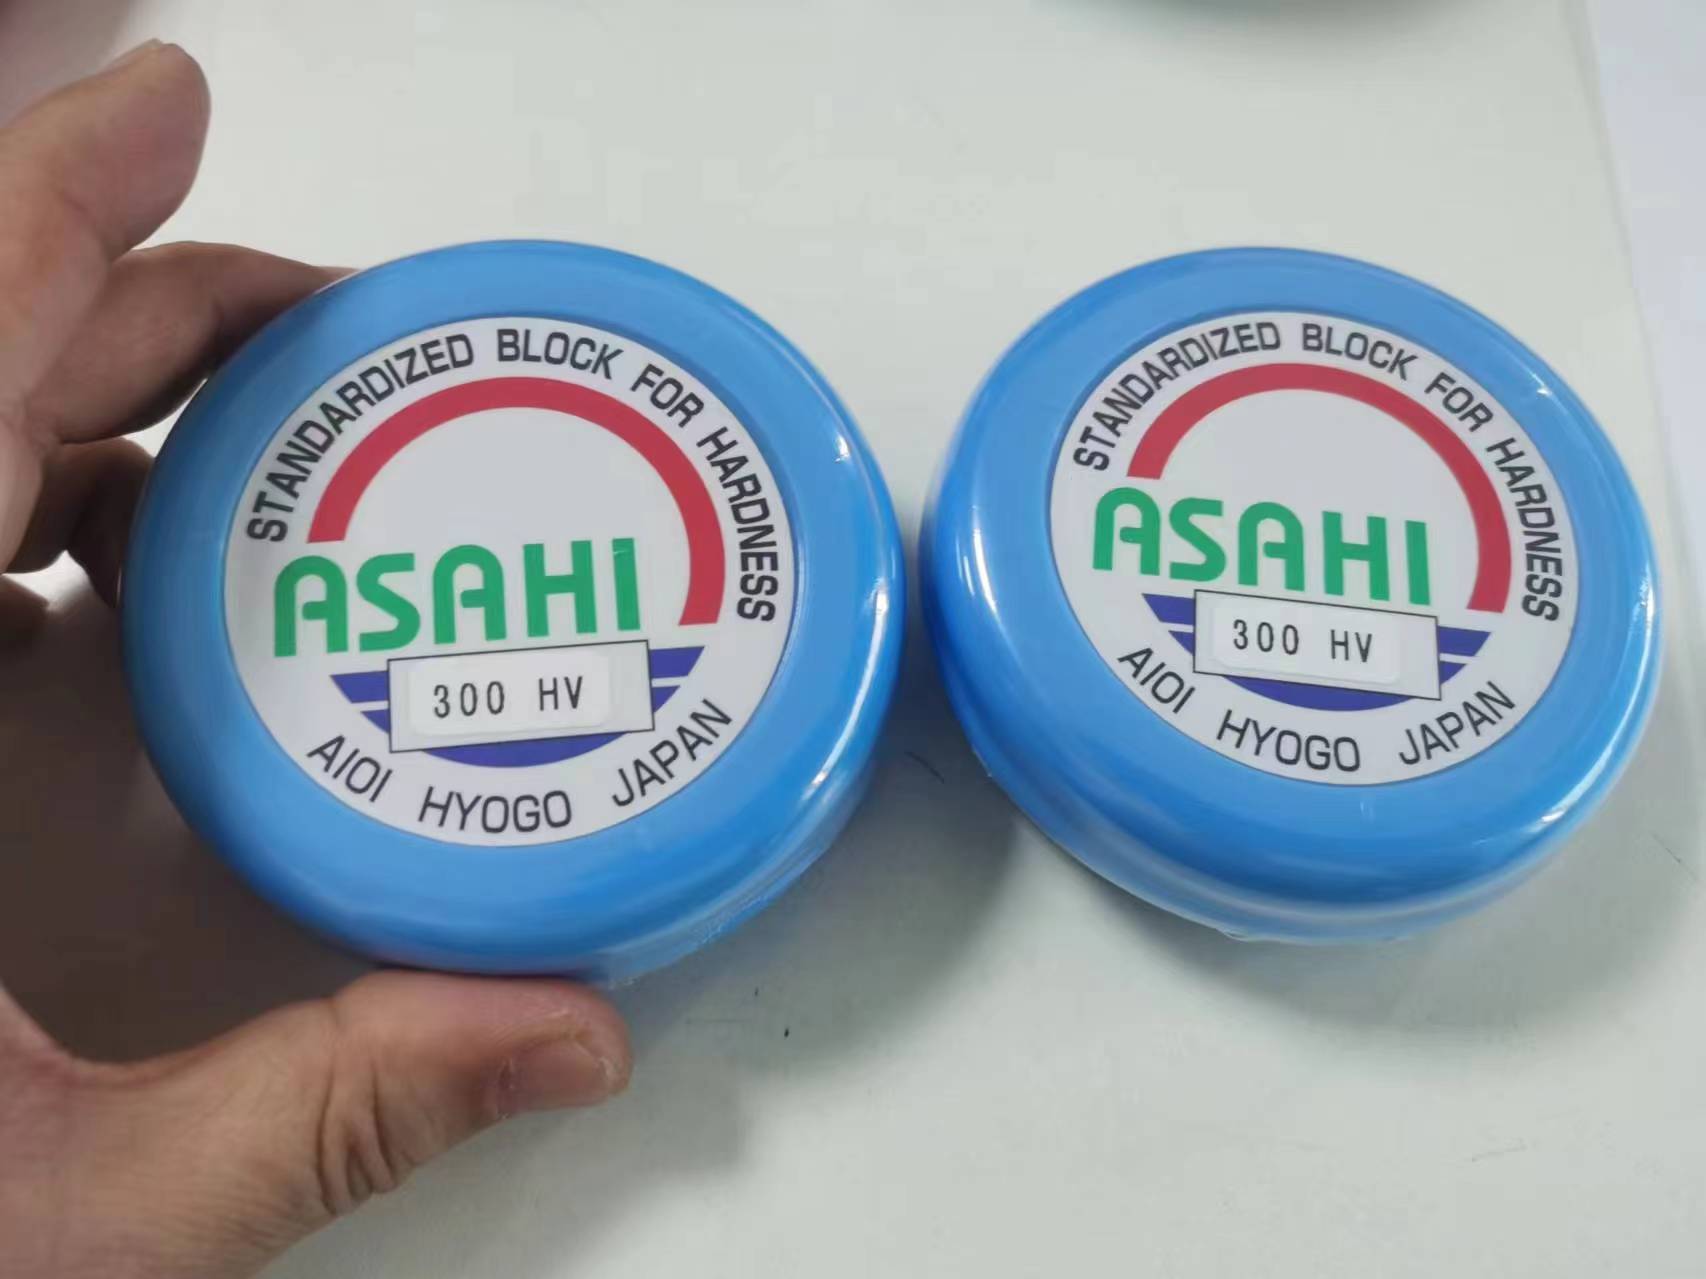 STANDARDIZED BLOCK FOR HARDNESS
ASAHI
300 HV
AIOI HYOGO JAPAN
STANDARDIZED BLOCK FOR HARDNESS
ASAHI
300 HV
AIOI HYOGO JAPAN